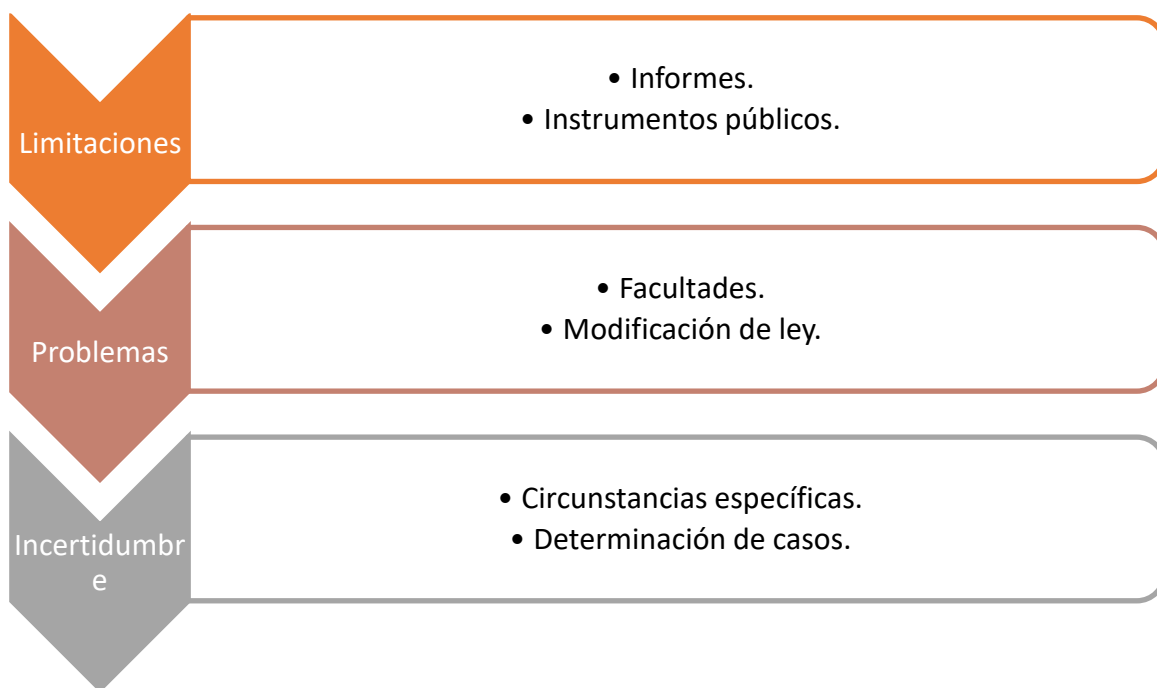 Limitaciones
• Informes.
• Instrumentos públicos.
Problemas
• Facultades.
• Modificación de ley.
Incertidumbr
e
• Circunstancias específicas.
• Determinación de casos.